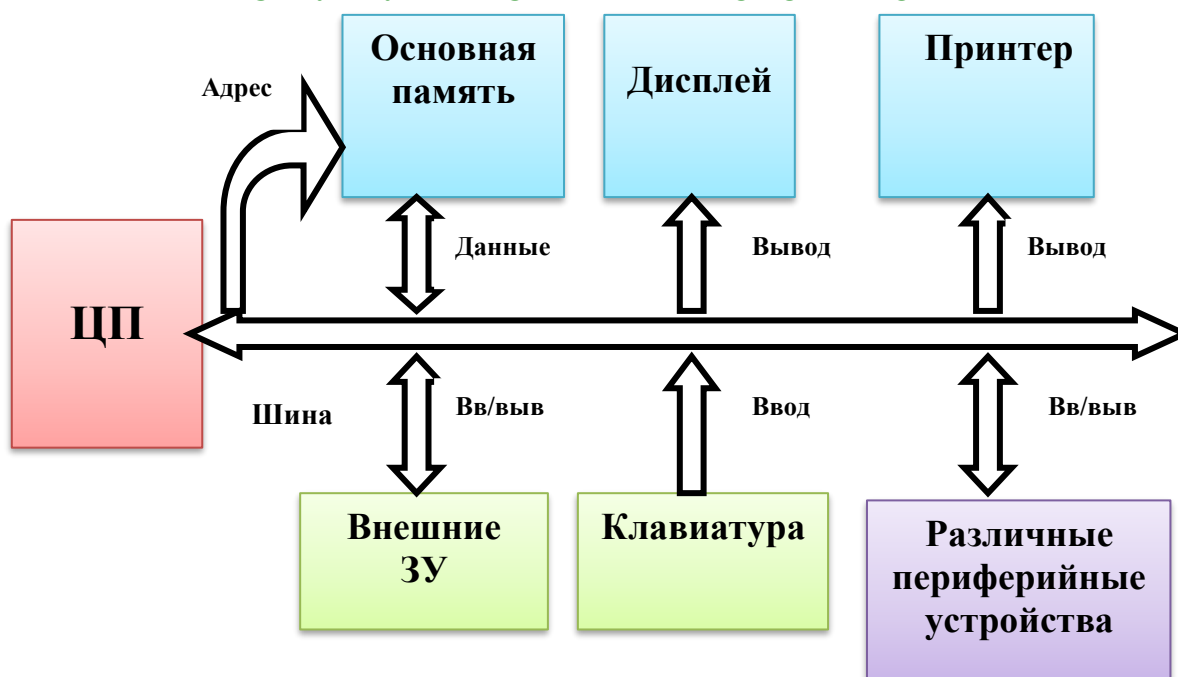 Основная
память
Дисплей
Принтер
Адрес
Данные
Вывод
Вывод
ЦП
Шина
Вв/выв
Ввод
Вв/выв
Внешние
ЗУ
Клавиатура
Различные
периферийные
устройства